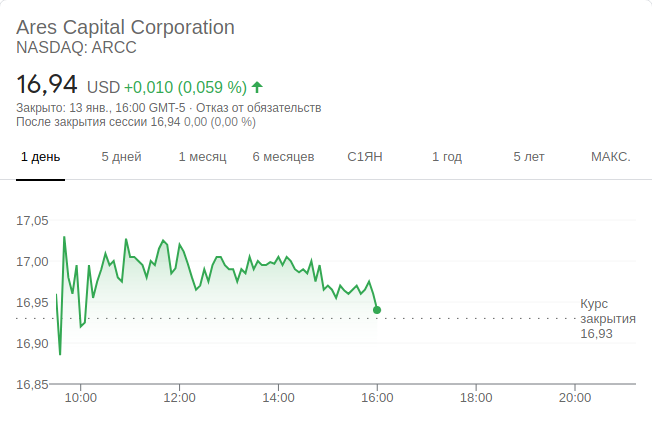 Ares Capital Corporation
NASDAQ: ARCC
16,94 USD +0,010 (0,059 %)
Закрыто: 13 янв., 16:00 GMT-5 · Отказ от обязательств
После закрытия сессии 16,94 0,00 (0,00 %)
1 день 5 дней 1 месяц 6 месяцев С1ЯН 1 год 5 лет МАКС.
17,05
17,00
16,95
16,90
16,85
Курс
закрытия
16,93
10:00 12:00 14:00 16:00 18:00 20:00